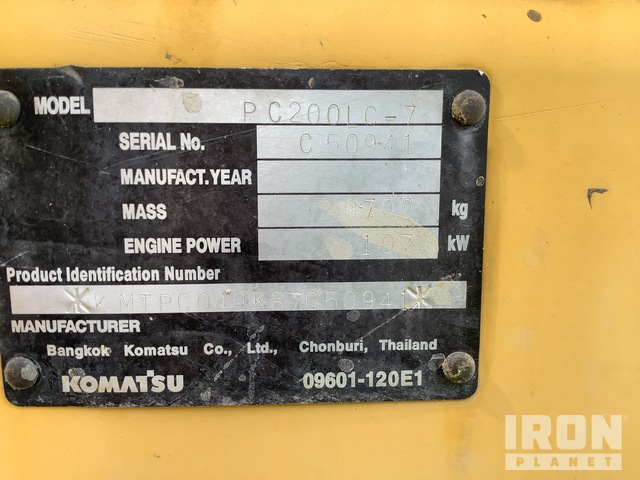 MODEL PC200LC-7
SERIAL No. C50941
MANUFACT.YEAR
MASS kg
ENGINE POWER 107 kW
Product Identification Number
MANUFACTURER
Bangkok Komatsu Co., Ltd., Chonburi, Thailand
KOMATSU 09601-120E1
IRON
PLANET